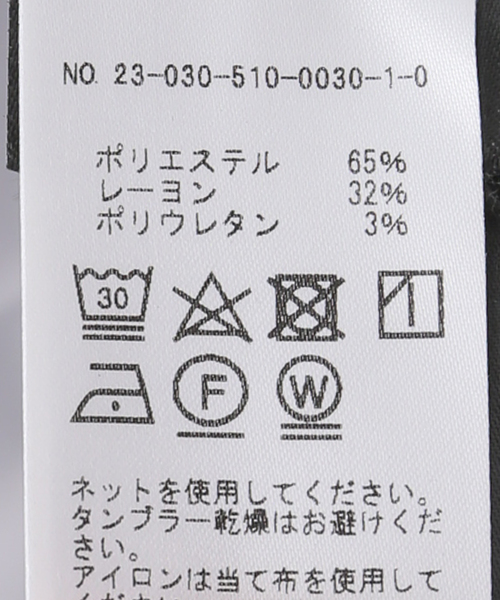 NO. 23-030-510-0030-1-0
ポリエステル 65%
レーヨン 32%
ポリウレタン 3%
30
F W
ネットを使用してください。
タンブラー乾燥はお避けくだ
さい。
アイロンは当て布を使用して